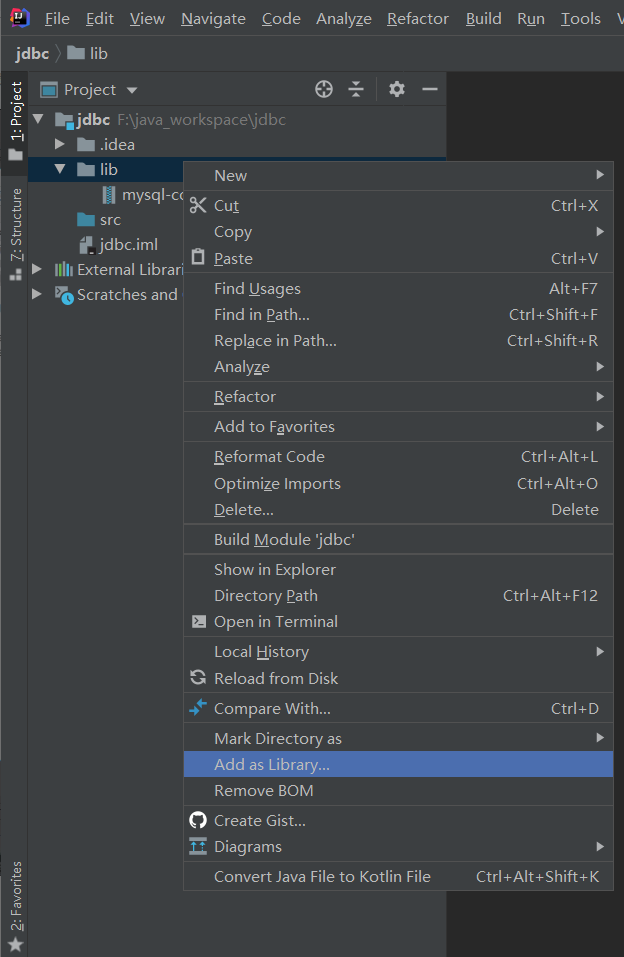 File Edit View Navigate Code Analyze Refactor Build Run Tools
jdbc lib
1: Project
Project
jdbc F:\java_workspace\jdbc
.idea
lib
mysql-co
src
jdbc.iml
External Librari
Scratches and
7: Structure
2: Favorites
New
Cut Ctrl+X
Copy
Paste Ctrl+V
Find Usages Alt+F7
Find in Path... Ctrl+Shift+F
Replace in Path... Ctrl+Shift+R
Analyze
Refactor
Add to Favorites
Reformat Code Ctrl+Alt+L
Optimize Imports Ctrl+Alt+O
Delete... Delete
Build Module 'jdbc'
Show in Explorer
Directory Path Ctrl+Alt+F12
Open in Terminal
Local History
Reload from Disk
Compare With... Ctrl+D
Mark Directory as
Add as Library...
Remove BOM
Create Gist...
Diagrams
Convert Java File to Kotlin File Ctrl+Alt+Shift+K